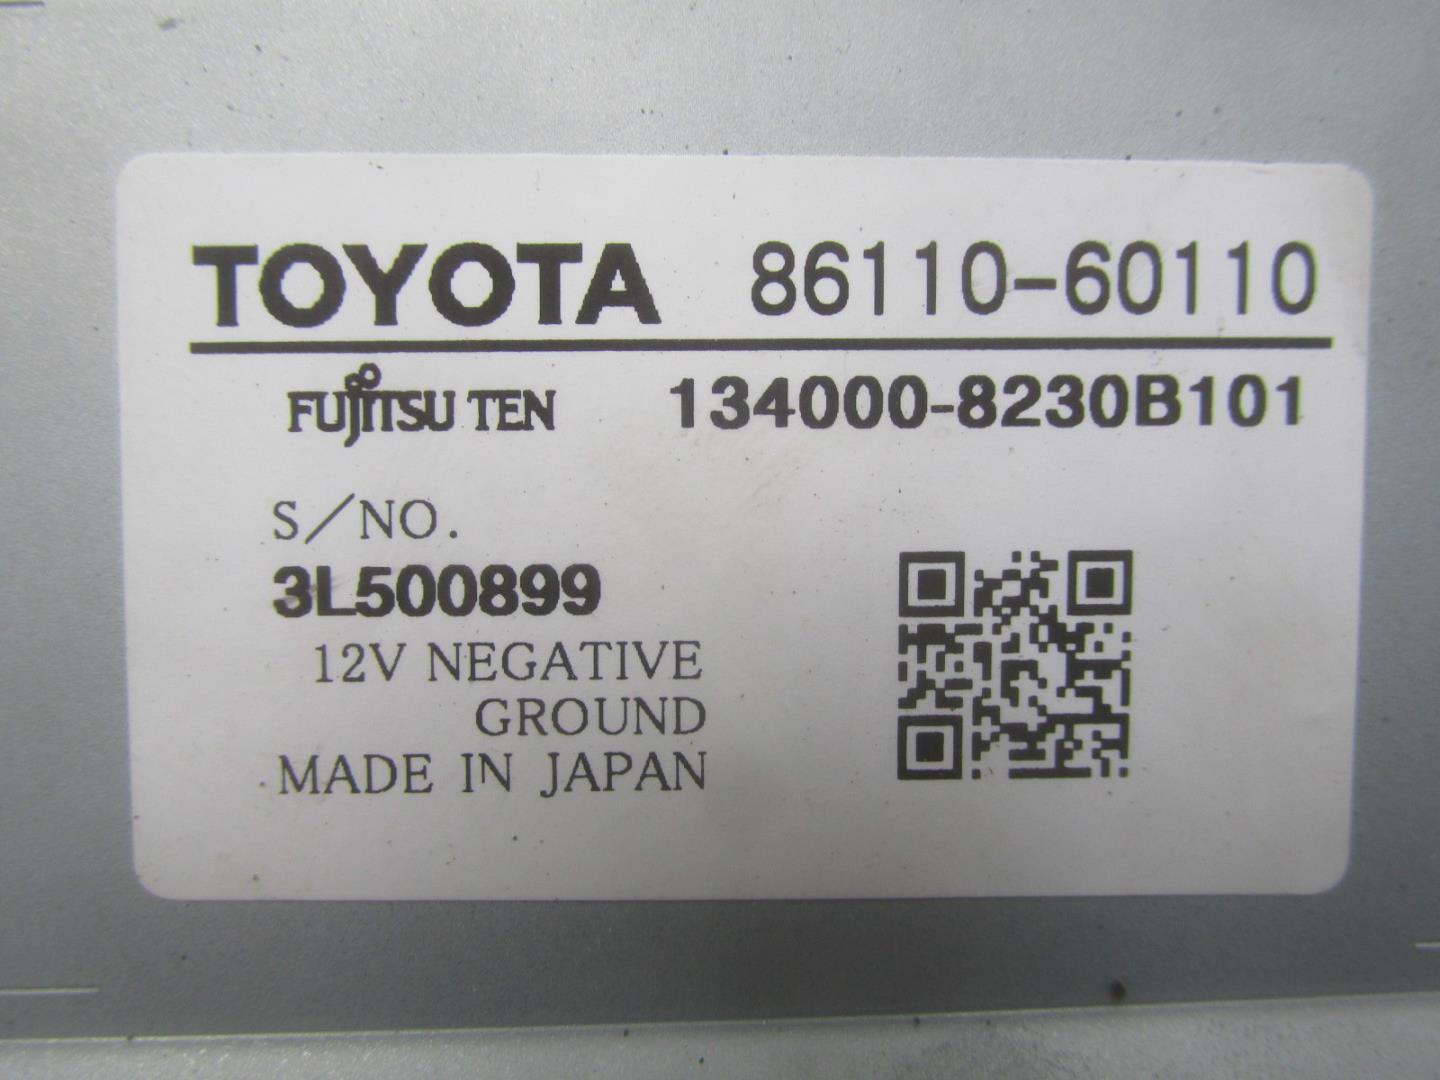 TOYOTA 86110-60110
FUJITSU TEN 134000-8230B101
S/NO.
3L500899
12V NEGATIVE
GROUND
MADE IN JAPAN